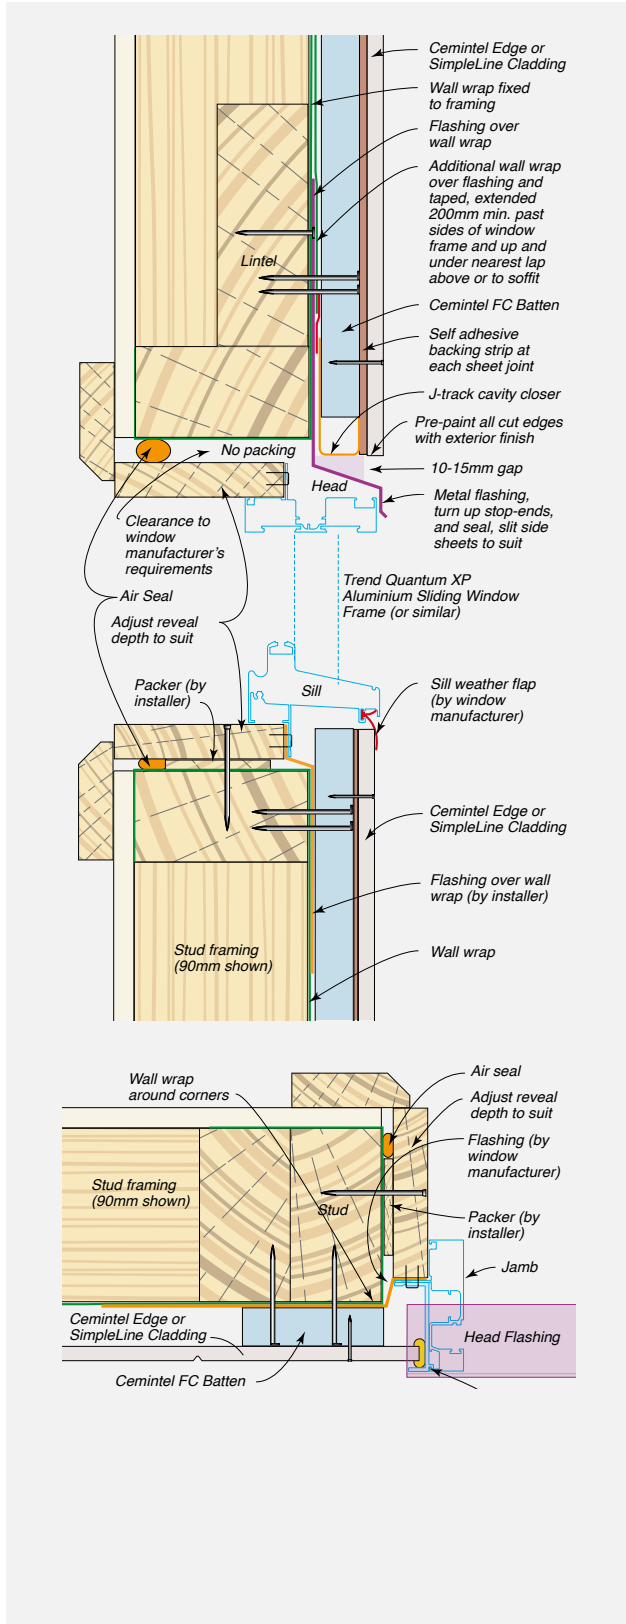 Cemintel Edge or
SimpleLine Cladding
Wall wrap fixed
to framing
Flashing over
wall wrap
Additional wall wrap
over flashing and
taped, extended
200mm min. past
sides of window
frame and up and
under nearest lap
above or to soffit
Lintel
Cemintel FC Batten
Self adhesive
backing strip at
each sheet joint
J-track cavity closer
Pre-paint all cut edges
with exterior finish
No packing
10-15mm gap
Head
Metal flashing,
turn up stop-ends,
and seal, slit side
sheets to suit
Clearance to
window
manufacturer's
requirements
Air Seal
Adjust reveal
depth to suit
Trend Quantum XP
Aluminium Sliding Window
Frame (or similar)
Packer (by
installer)
Sill
Sill weather flap
(by window
manufacturer)
Cemintel Edge or
SimpleLine Cladding
Flashing over wall
wrap (by installer)
Stud framing
(90mm shown)
Wall wrap
Wall wrap
around corners
Air seal
Adjust reveal
depth to suit
Flashing (by
window
manufacturer)
Stud framing
(90mm shown)
Stud
Packer (by
installer)
Jamb
Cemintel Edge or
SimpleLine Cladding
Head Flashing
Cemintel FC Batten